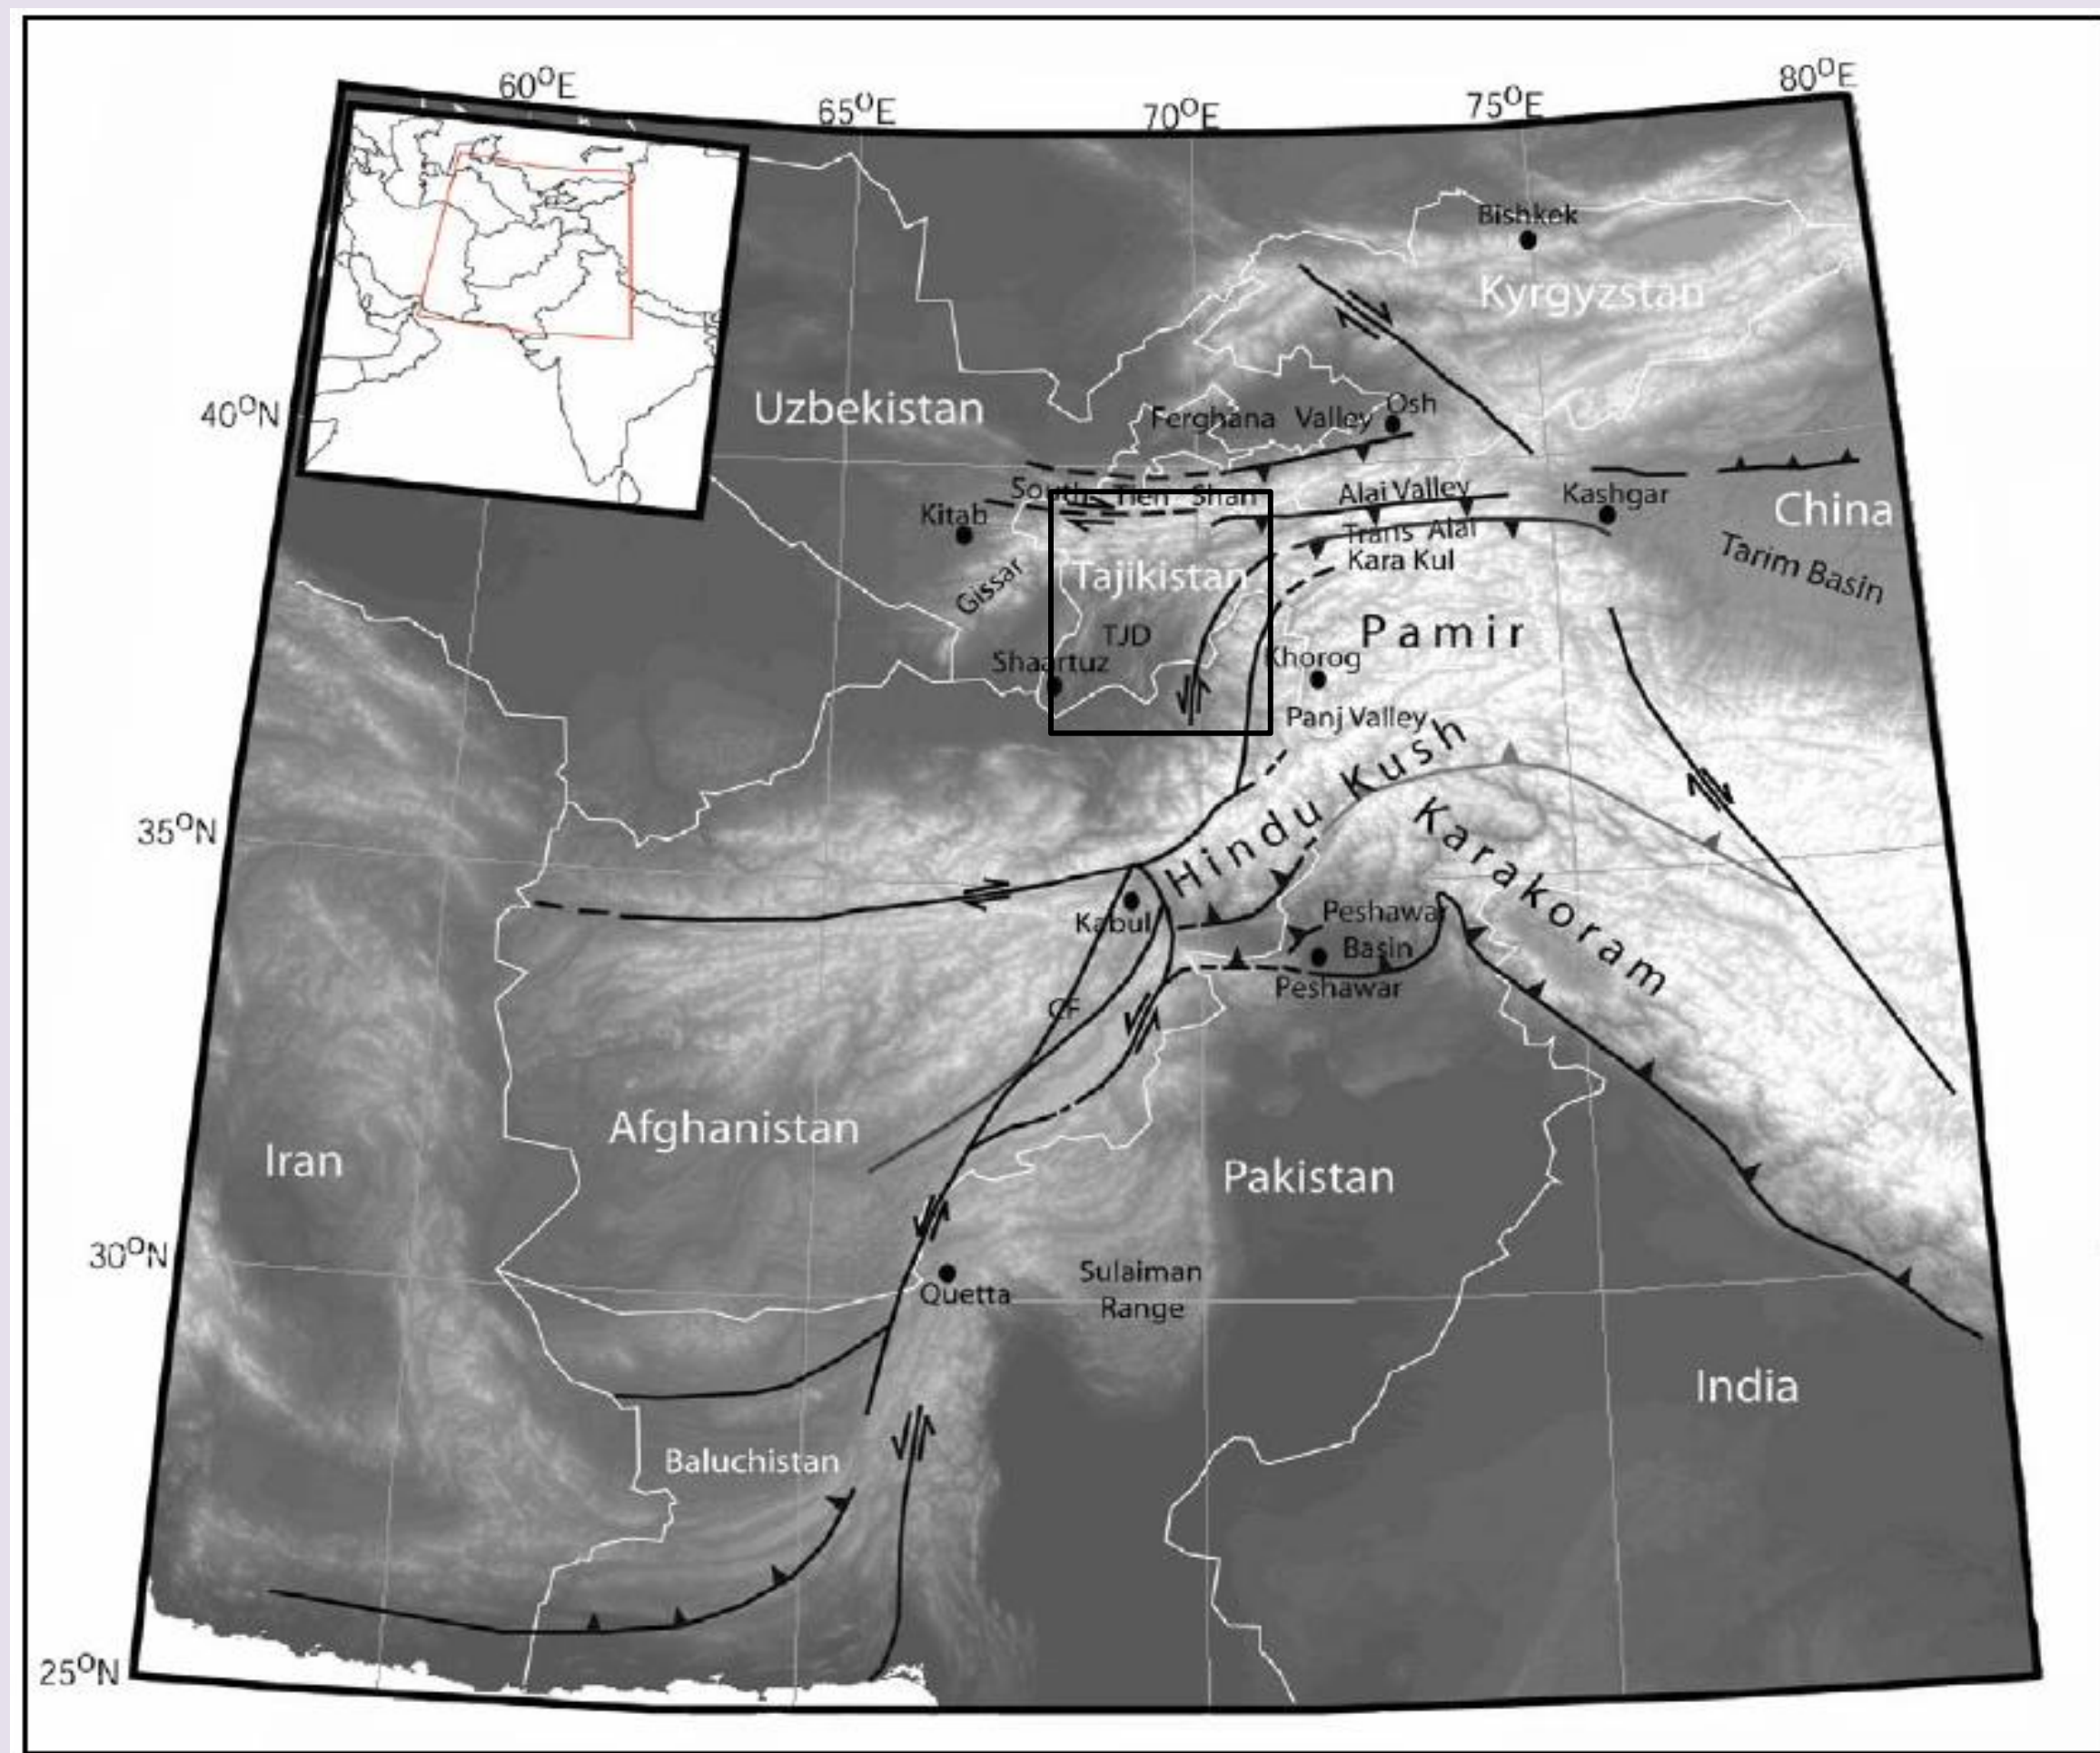 60°E
65°E
70°E
75°E
80°E
Bishkek
Kyrgyzstan
40°N
Uzbekistan
Ferghana Valley
Osh
South Tien Shan
Alai Valley
Kashgar
China
Kitab
Trans Alai
Kara Kul
Tarim Basin
Gissar
Tajikistan
TJD
Pamir
Shaartuz
Khorog
Panj Valley
35°N
Hindu Kush
Karakoram
Kabul
Peshawar
Basin
Peshawar
CF
Afghanistan
Iran
Pakistan
30°N
Quetta
Sulaiman
Range
India
Baluchistan
25°N